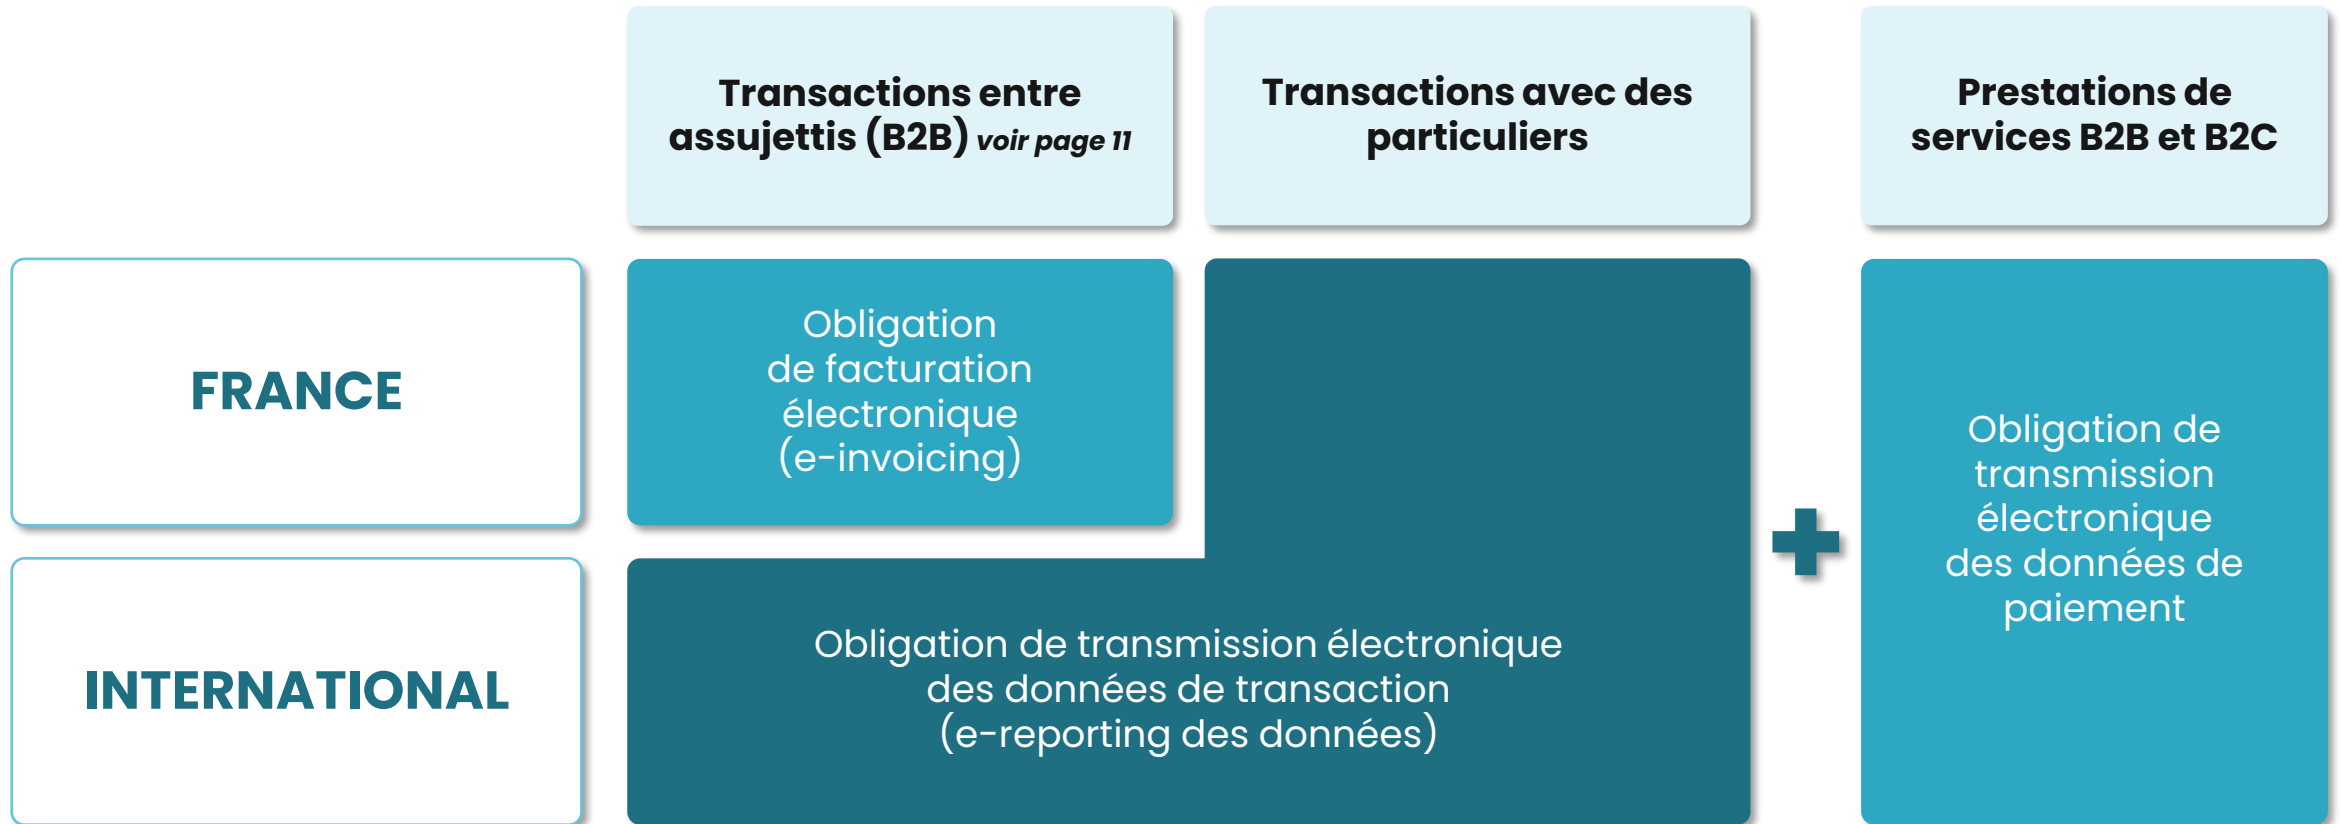 Transactions entre
assujettis (B2B) voir page 11
Transactions avec des
particuliers
Prestations de
services B2B et B2C
FRANCE
Obligation
de facturation
électronique
(e-invoicing)
Obligation de
transmission
électronique
des données de
paiement
INTERNATIONAL
Obligation de transmission électronique
des données de transaction
(e-reporting des données)